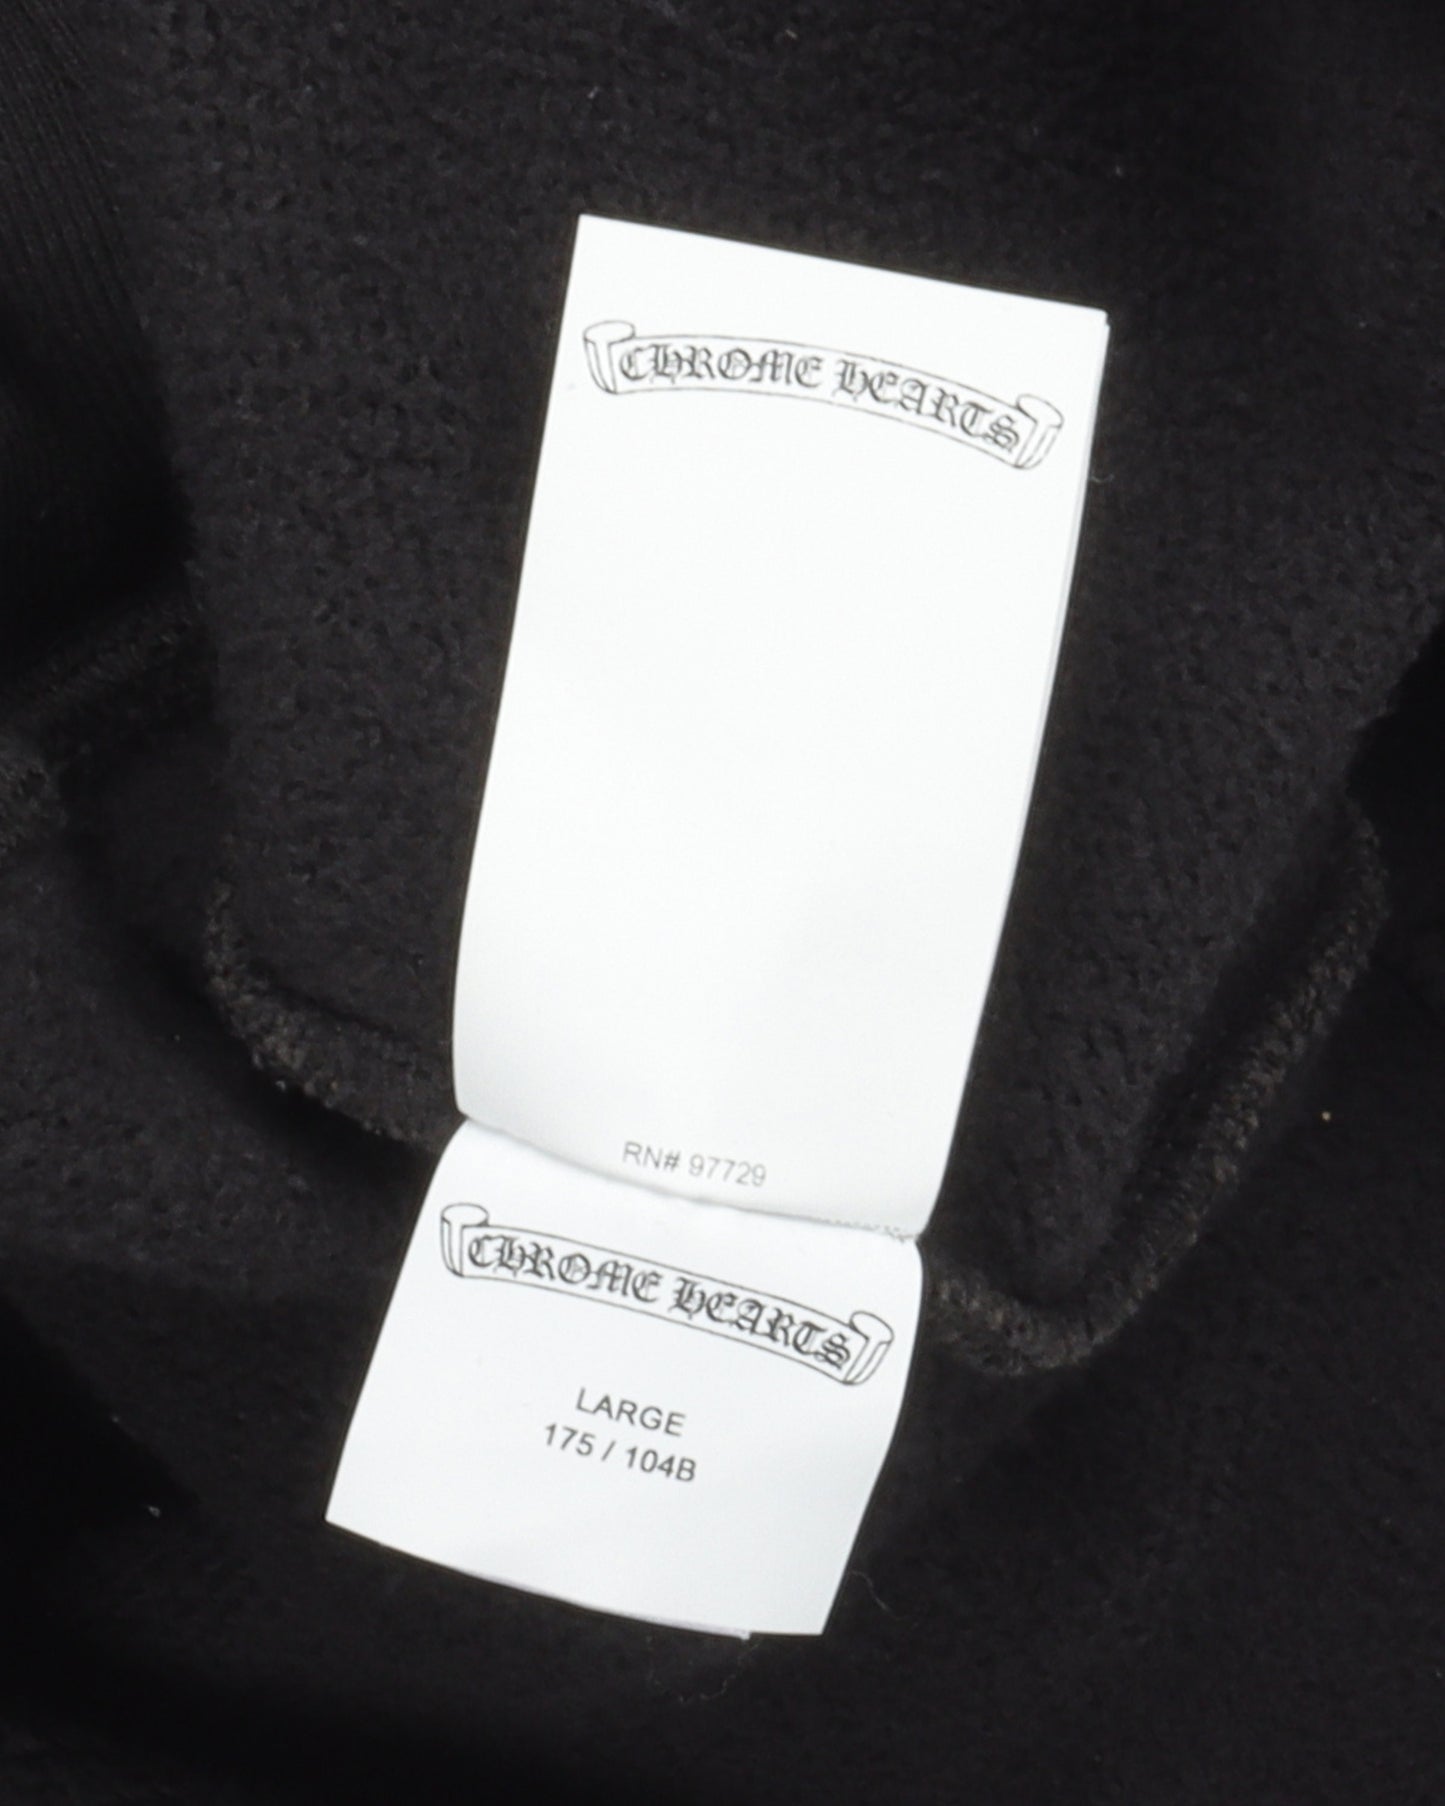 CHROME HEARTS
RN# 97729
CHROME HEARTS
LARGE
175 / 104B